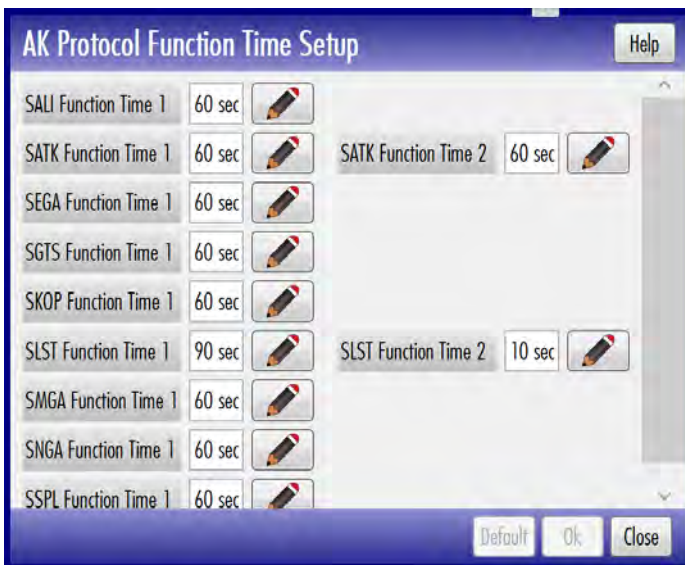 AK Protocol Function Time Setup
Help
SALI Function Time 1 60 sec
SATK Function Time 1 60 sec SATK Function Time 2 60 sec
SEGA Function Time 1 60 sec
SGTS Function Time 1 60 sec
SKOP Function Time 1 60 sec
SLST Function Time 1 90 sec SLST Function Time 2 10 sec
SMGA Function Time 1 60 sec
SNGA Function Time 1 60 sec
SSPL Function Time 1 60 sec
Default Ok Close